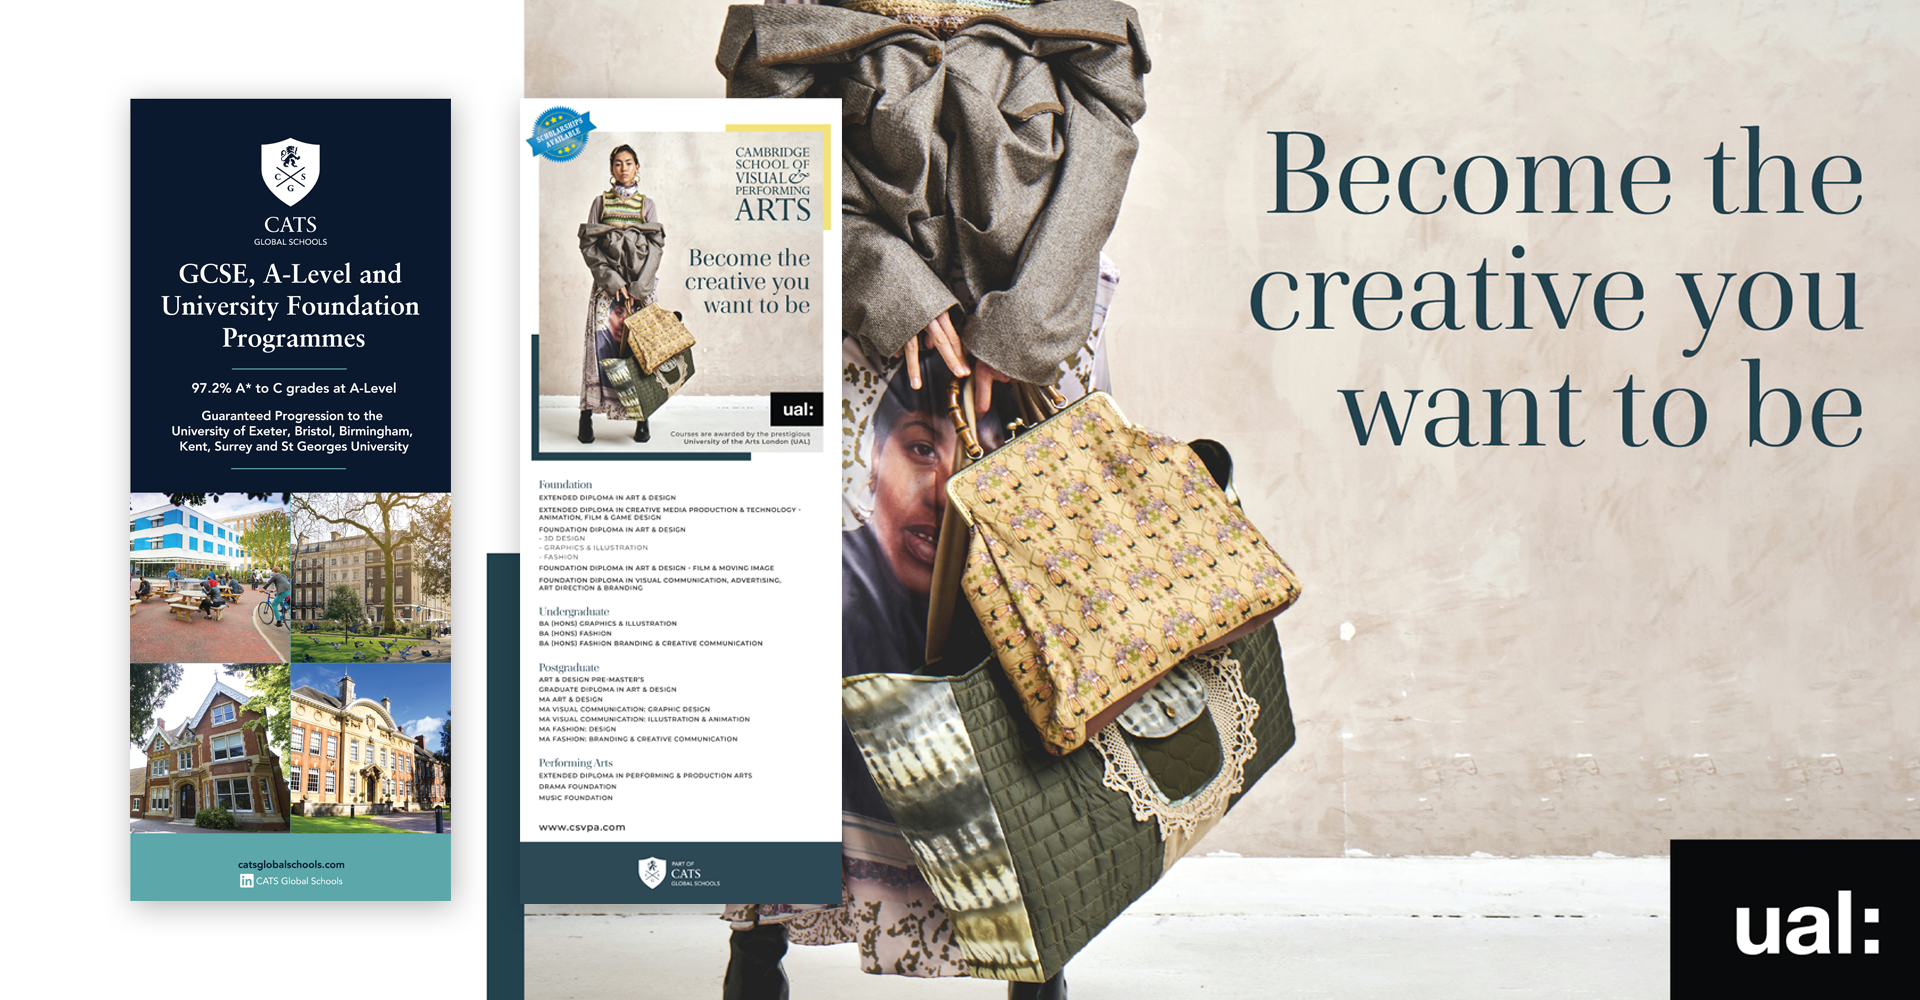 C S
G
CATS
GLOBAL SCHOOLS
GCSE, A-Level and
University Foundation
Programmes
97.2% A* to C grades at A-Level
Guaranteed Progression to the
University of Exeter, Bristol, Birmingham,
Kent, Surrey and St Georges University
catsglobalschools.com
in CATS Global Schools
SCHOLARSHIPS
AVAILABLE
CAMBRIDGE
SCHOOL OF
VISUAL &
PERFORMING
ARTS
Become the
creative you
want to be
ual:
Courses are awarded by the prestigious
University of the Arts London (UAL)
Foundation
EXTENDED DIPLOMA IN ART & DESIGN
EXTENDED DIPLOMA IN CREATIVE MEDIA PRODUCTION & TECHNOLOGY -
ANIMATION, FILM & GAME DESIGN
FOUNDATION DIPLOMA IN ART & DESIGN
- 3D DESIGN
- GRAPHICS & ILLUSTRATION
- FASHION
FOUNDATION DIPLOMA IN ART & DESIGN - FILM & MOVING IMAGE
FOUNDATION DIPLOMA IN VISUAL COMMUNICATION, ADVERTISING,
ART DIRECTION & BRANDING
Undergraduate
BA (HONS) GRAPHICS & ILLUSTRATION
BA (HONS) FASHION
BA (HONS) FASHION BRANDING & CREATIVE COMMUNICATION
Postgraduate
ART & DESIGN PRE-MASTER'S
GRADUATE DIPLOMA IN ART & DESIGN
MA ART & DESIGN
MA VISUAL COMMUNICATION: GRAPHIC DESIGN
MA VISUAL COMMUNICATION: ILLUSTRATION & ANIMATION
MA FASHION: DESIGN
MA FASHION: BRANDING & CREATIVE COMMUNICATION
Performing Arts
EXTENDED DIPLOMA IN PERFORMING & PRODUCTION ARTS
DRAMA FOUNDATION
MUSIC FOUNDATION
www.csvpa.com
PART OF
CATS
GLOBAL SCHOOLS
Become the
creative you
want to be
ual: